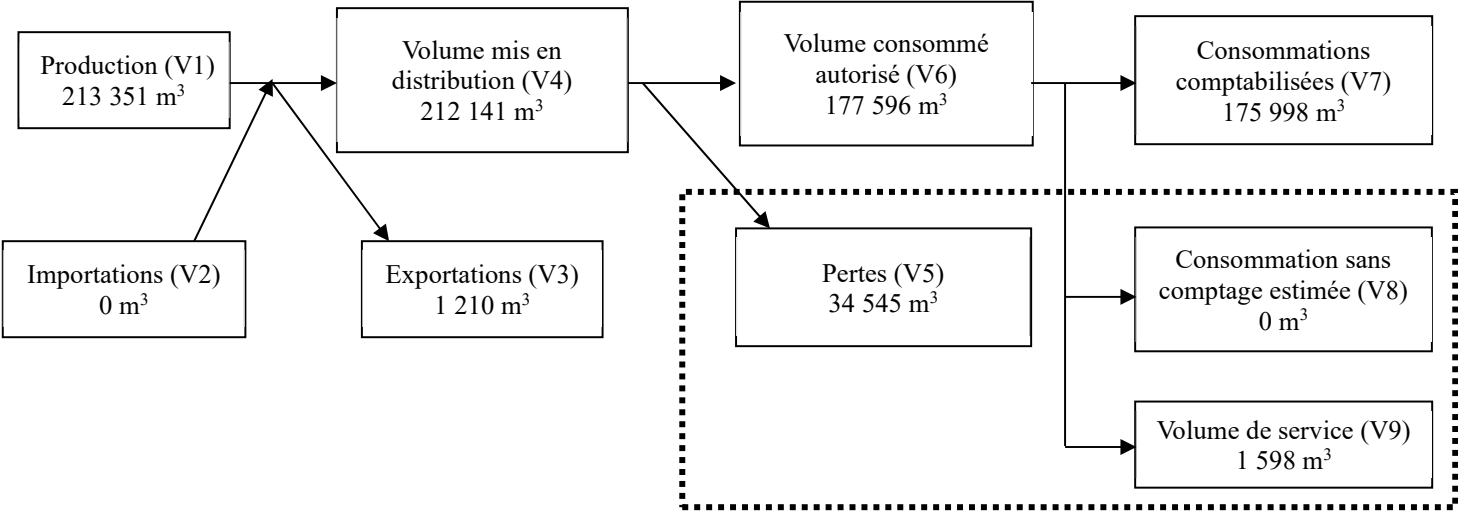 Production (V1)
213 351 m³
Volume mis en
distribution (V4)
212 141 m³
Volume consommé
autorisé (V6)
177 596 m³
Consommations
comptabilisées (V7)
175 998 m³
Importations (V2)
0 m³
Exportations (V3)
1 210 m³
Pertes (V5)
34 545 m³
Consommation sans
comptage estimée (V8)
0 m³
Volume de service (V9)
1 598 m³